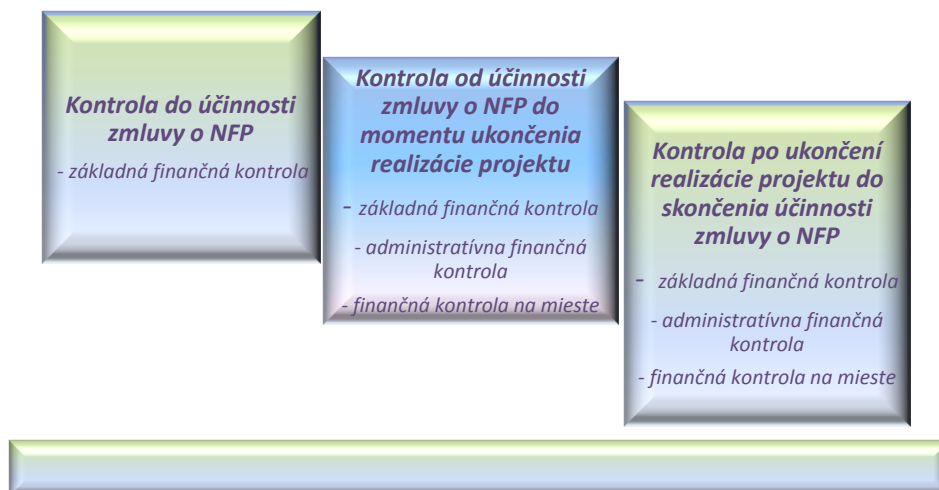 Kontrola do účinnosti
zmluvy o NFP
- základná finančná kontrola
Kontrola od účinnosti
zmluvy o NFP do
momentu ukončenia
realizácie projektu
- základná finančná kontrola
- administratívna finančná
kontrola
- finančná kontrola na mieste
Kontrola po ukončení
realizácie projektu do
skončenia účinnosti
zmluvy o NFP
- základná finančná kontrola
- administratívna finančná
kontrola
- finančná kontrola na mieste